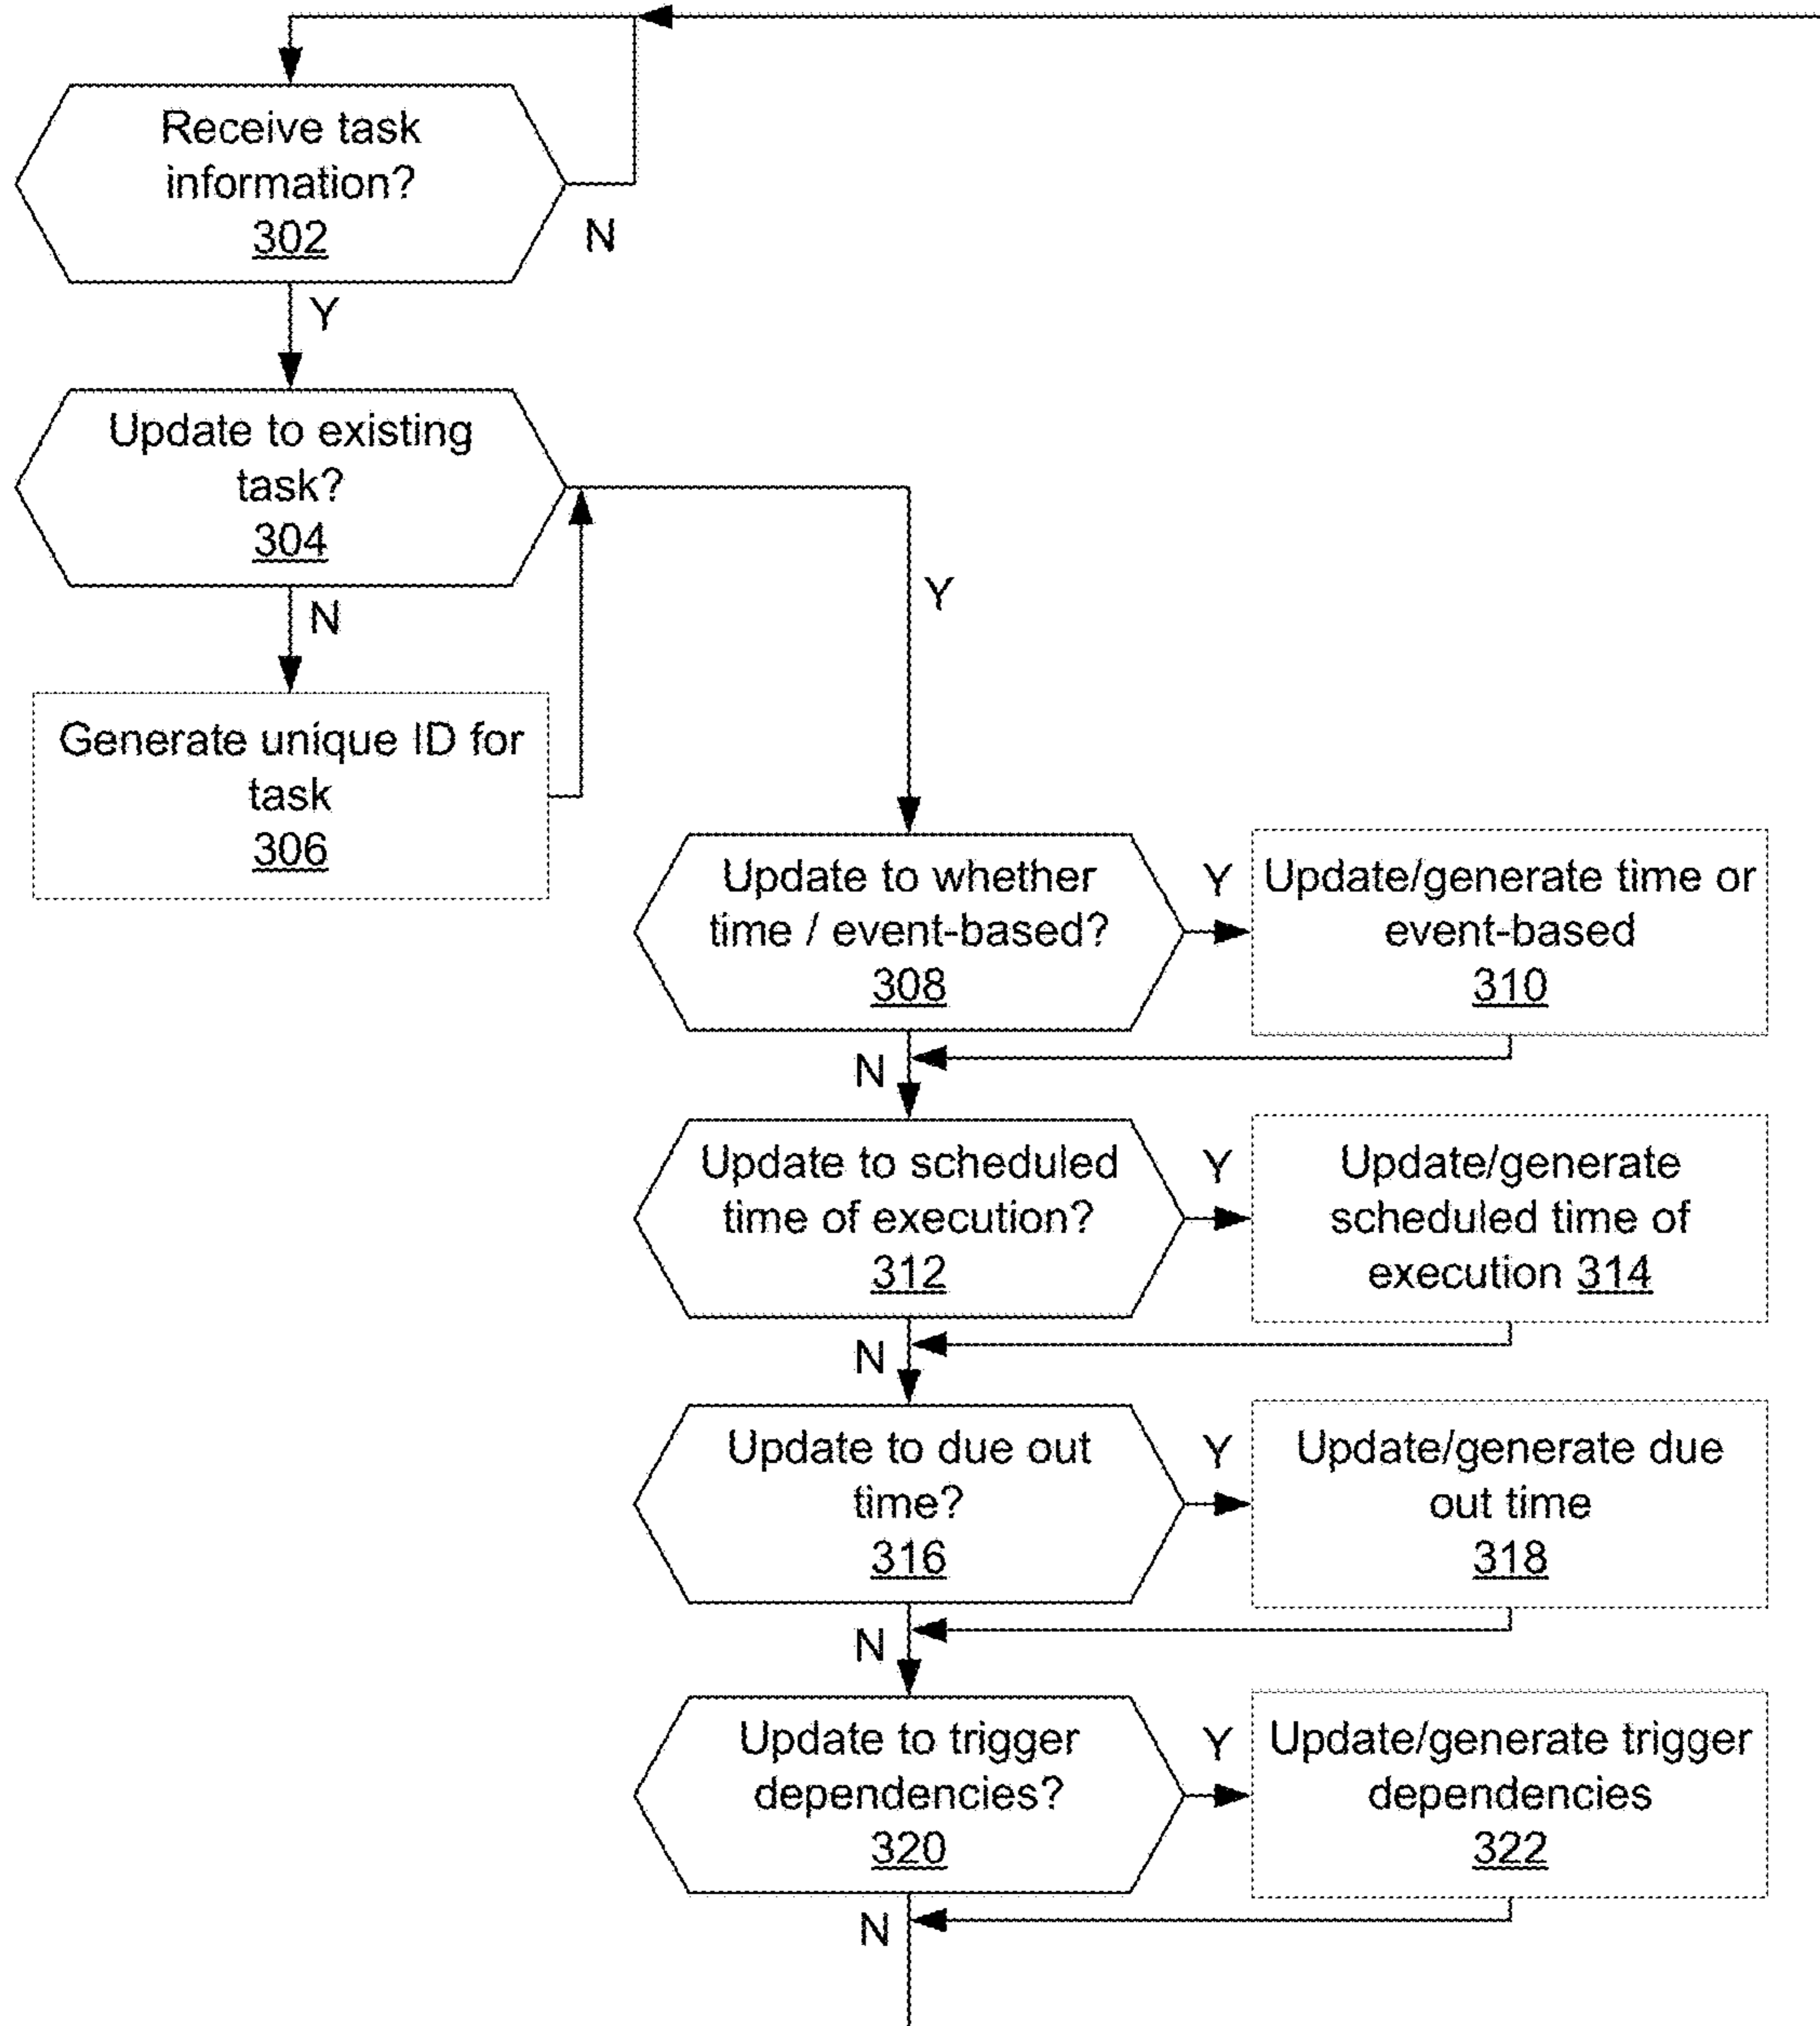 Receive task
information?
302
N
Y
Update to existing
task?
304
Y
N
Generate unique ID for
task
306
Update to whether
time / event-based?
308
Y
Update/generate time or
event-based
310
N
Update to scheduled
time of execution?
312
Y
Update/generate
scheduled time of
execution 314
N
Update to due out
time?
316
Y
Update/generate due
out time
318
N
Update to trigger
dependencies?
320
Y
Update/generate trigger
dependencies
322
N